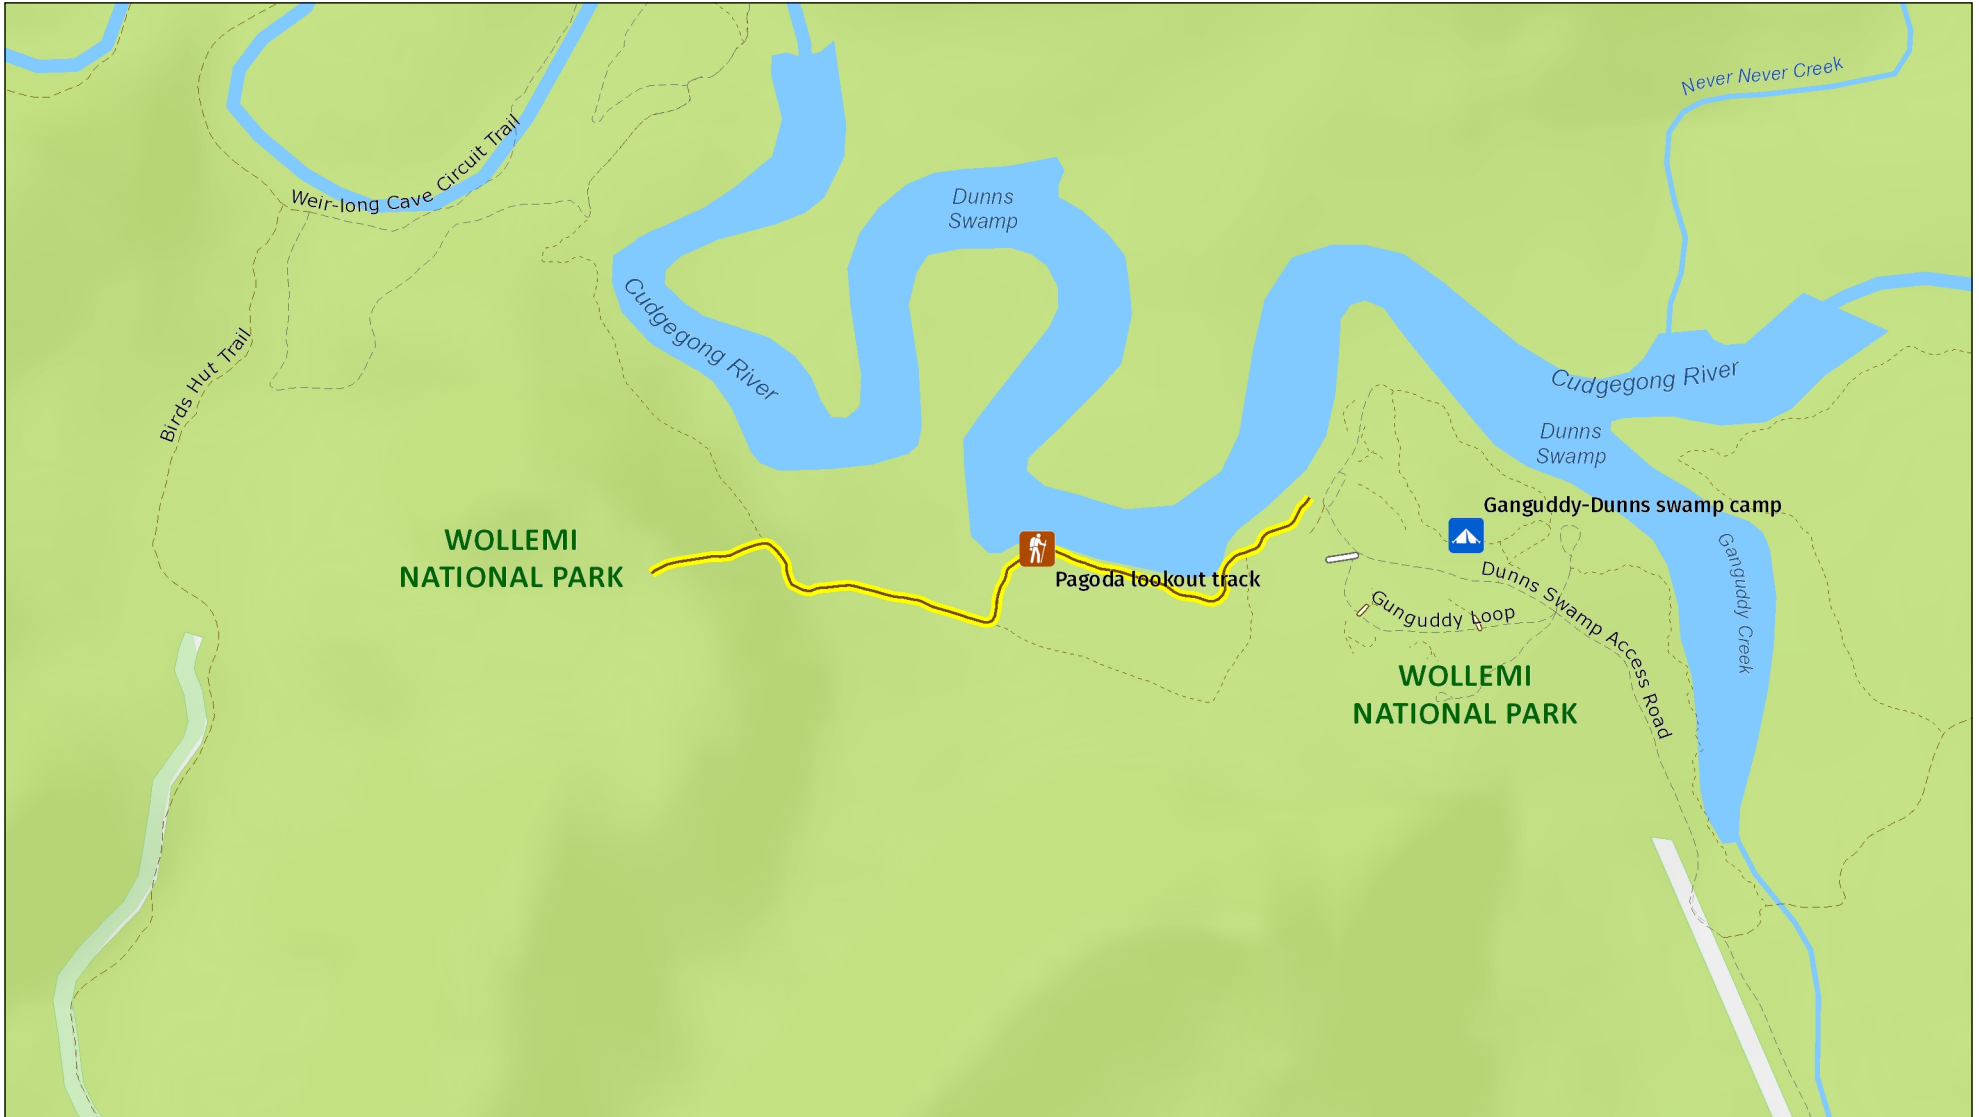 Never Never Creek
Weir-long Cave Circuit Trail
Dunns
Swamp
Cudgegong River
Birds Hut Trail
Cudgegong River
Dunns
Swamp
Ganguddy-Dunns swamp camp
WOLLEMI
NATIONAL PARK
Pagoda lookout track
Ganguddy Creek
Dunns Swamp Access Road
Gunguddy Loop
WOLLEMI
NATIONAL PARK